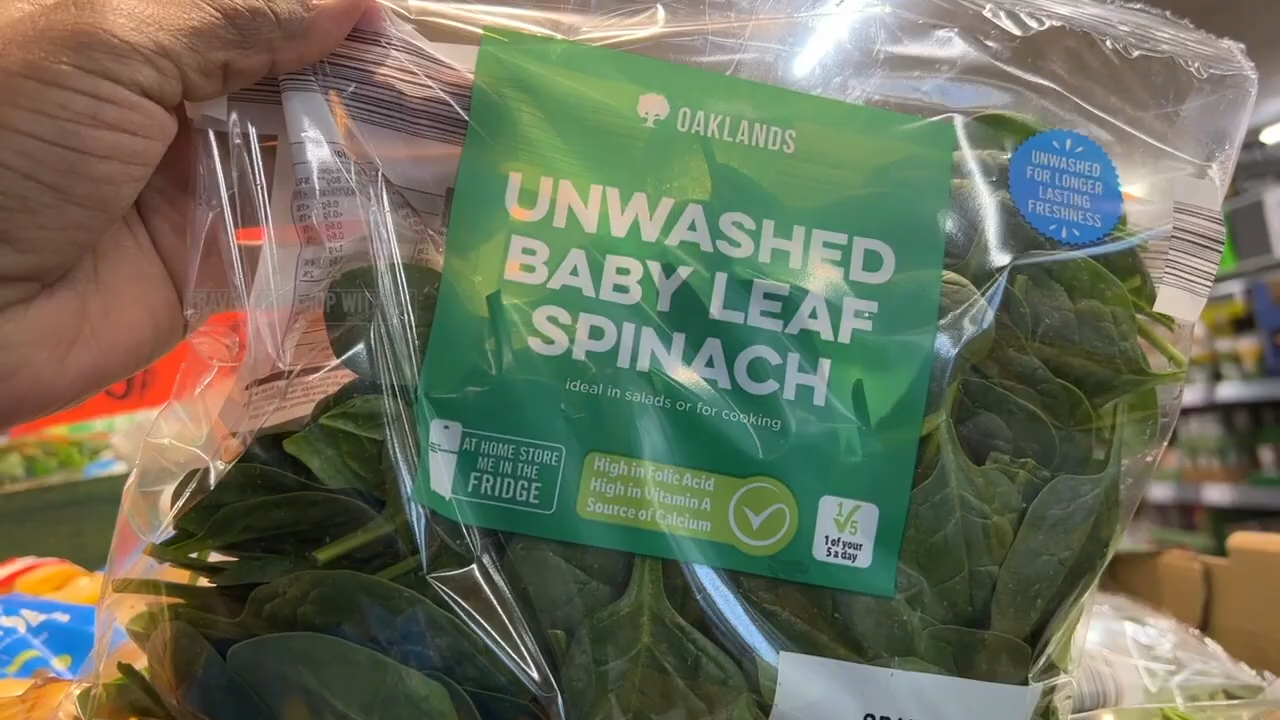 OAKLANDS
UNWASHED
BABY LEAF
SPINACH
ideal in salads or for cooking
UNWASHED
FOR LONGER
LASTING
FRESHNESS
AT HOME STORE
ME IN THE
FRIDGE
High in Folic Acid
High in Vitamin A
Source of Calcium
1/5
1 of your
5 a day